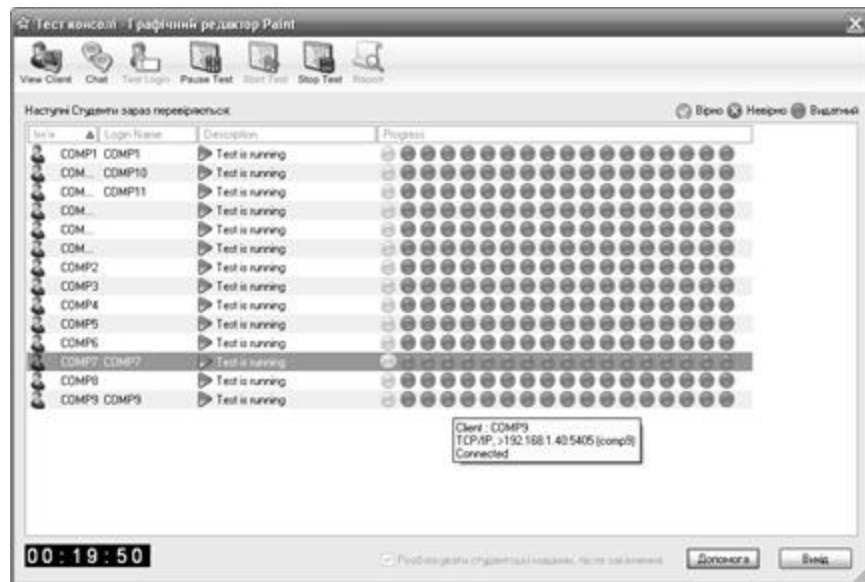 Тест консолі - Графічний редактор Paint
View Client Chat Test Login Pause Test Start Test Stop Test Report
Наступні Студенти зараз перевіряються: Вірно Невірно Видатний
Ім'я Login Name Description Progress
COMP1 COMP1 Test is running
COM... COMP10 Test is running
COM... COMP11 Test is running
COM... Test is running
COM... Test is running
COM... Test is running
COMP2 Test is running
COMP3 Test is running
COMP4 Test is running
COMP5 Test is running
COMP6 Test is running
COMP7 COMP7 Test is running
COMP8 Test is running
COMP9 COMP9 Test is running
Client : COMP9
TCP/IP, >192.168.1.40:5405 (comp9)
Connected
00:19:50 студентські машини, після закінчення Допомога Вихід